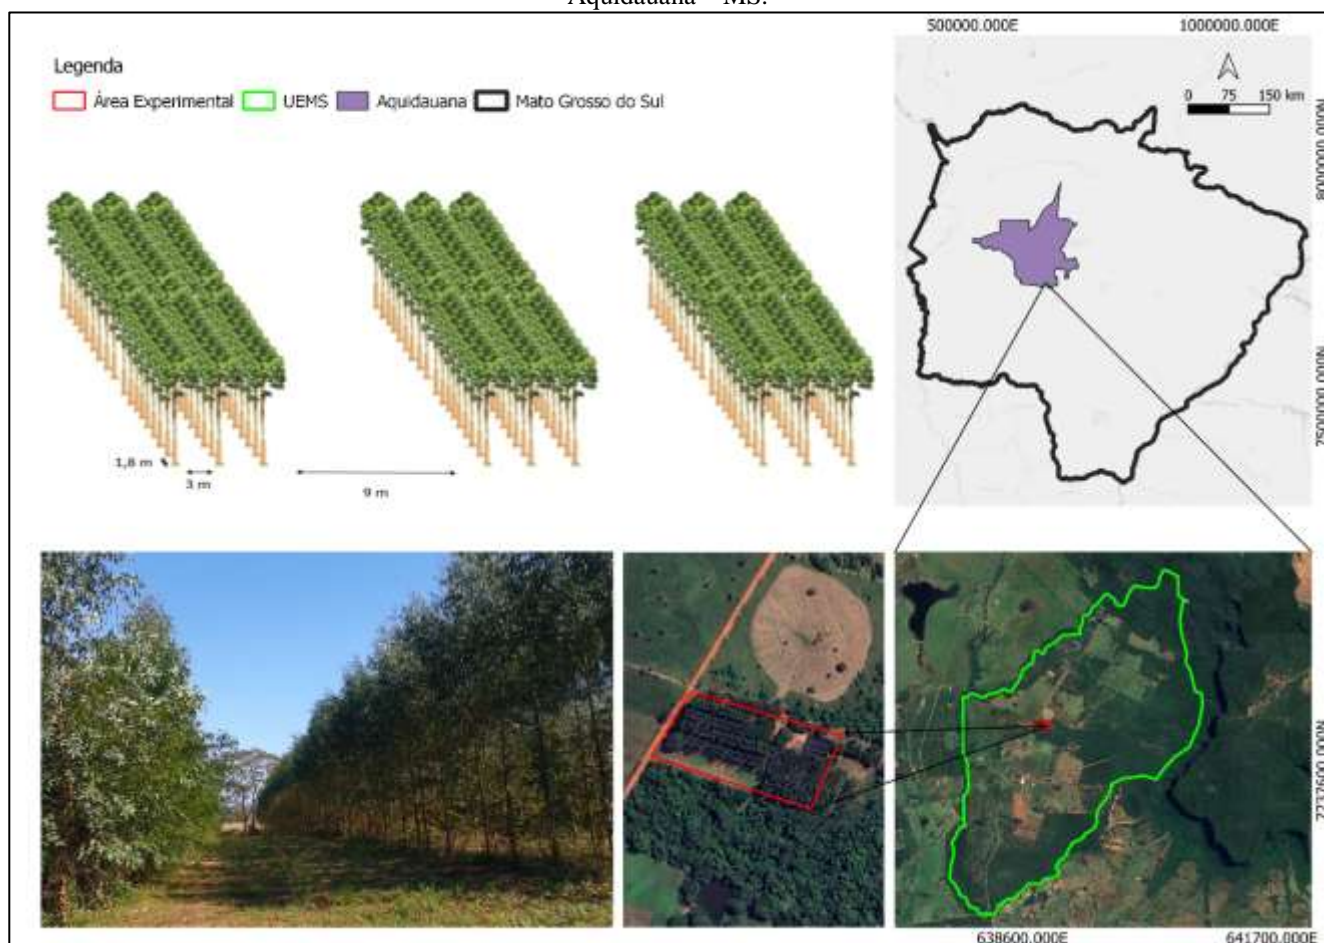 Aquidauana – MS.
500000.000E 1000000.000E
Legenda
Área Experimental UEMS Aquidauana Mato Grosso do Sul
0 75 150 km
8000000.000N
7500000.000N
1,8 m
3 m
9 m
7737600.000N
638600.000E 641700.000E